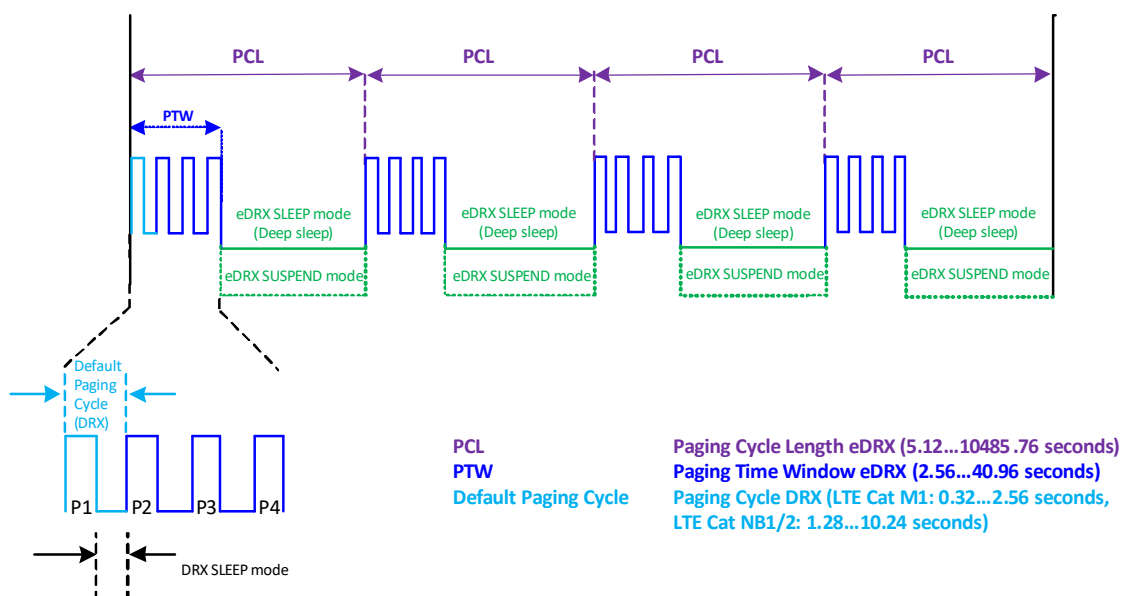 PCL
PCL
PCL
PCL
PTW
eDRX SLEEP mode
(Deep sleep)
eDRX SLEEP mode
(Deep sleep)
eDRX SLEEP mode
(Deep sleep)
eDRX SLEEP mode
(Deep sleep)
eDRX SUSPEND mode
eDRX SUSPEND mode
eDRX SUSPEND mode
eDRX SUSPEND mode
Default
Paging
Cycle
(DRX)
P1
P2
P3
P4
DRX SLEEP mode
PCL Paging Cycle Length eDRX (5.12...10485.76 seconds)
PTW Paging Time Window eDRX (2.56...40.96 seconds)
Default Paging Cycle Paging Cycle DRX (LTE Cat M1: 0.32...2.56 seconds,
LTE Cat NB1/2: 1.28...10.24 seconds)